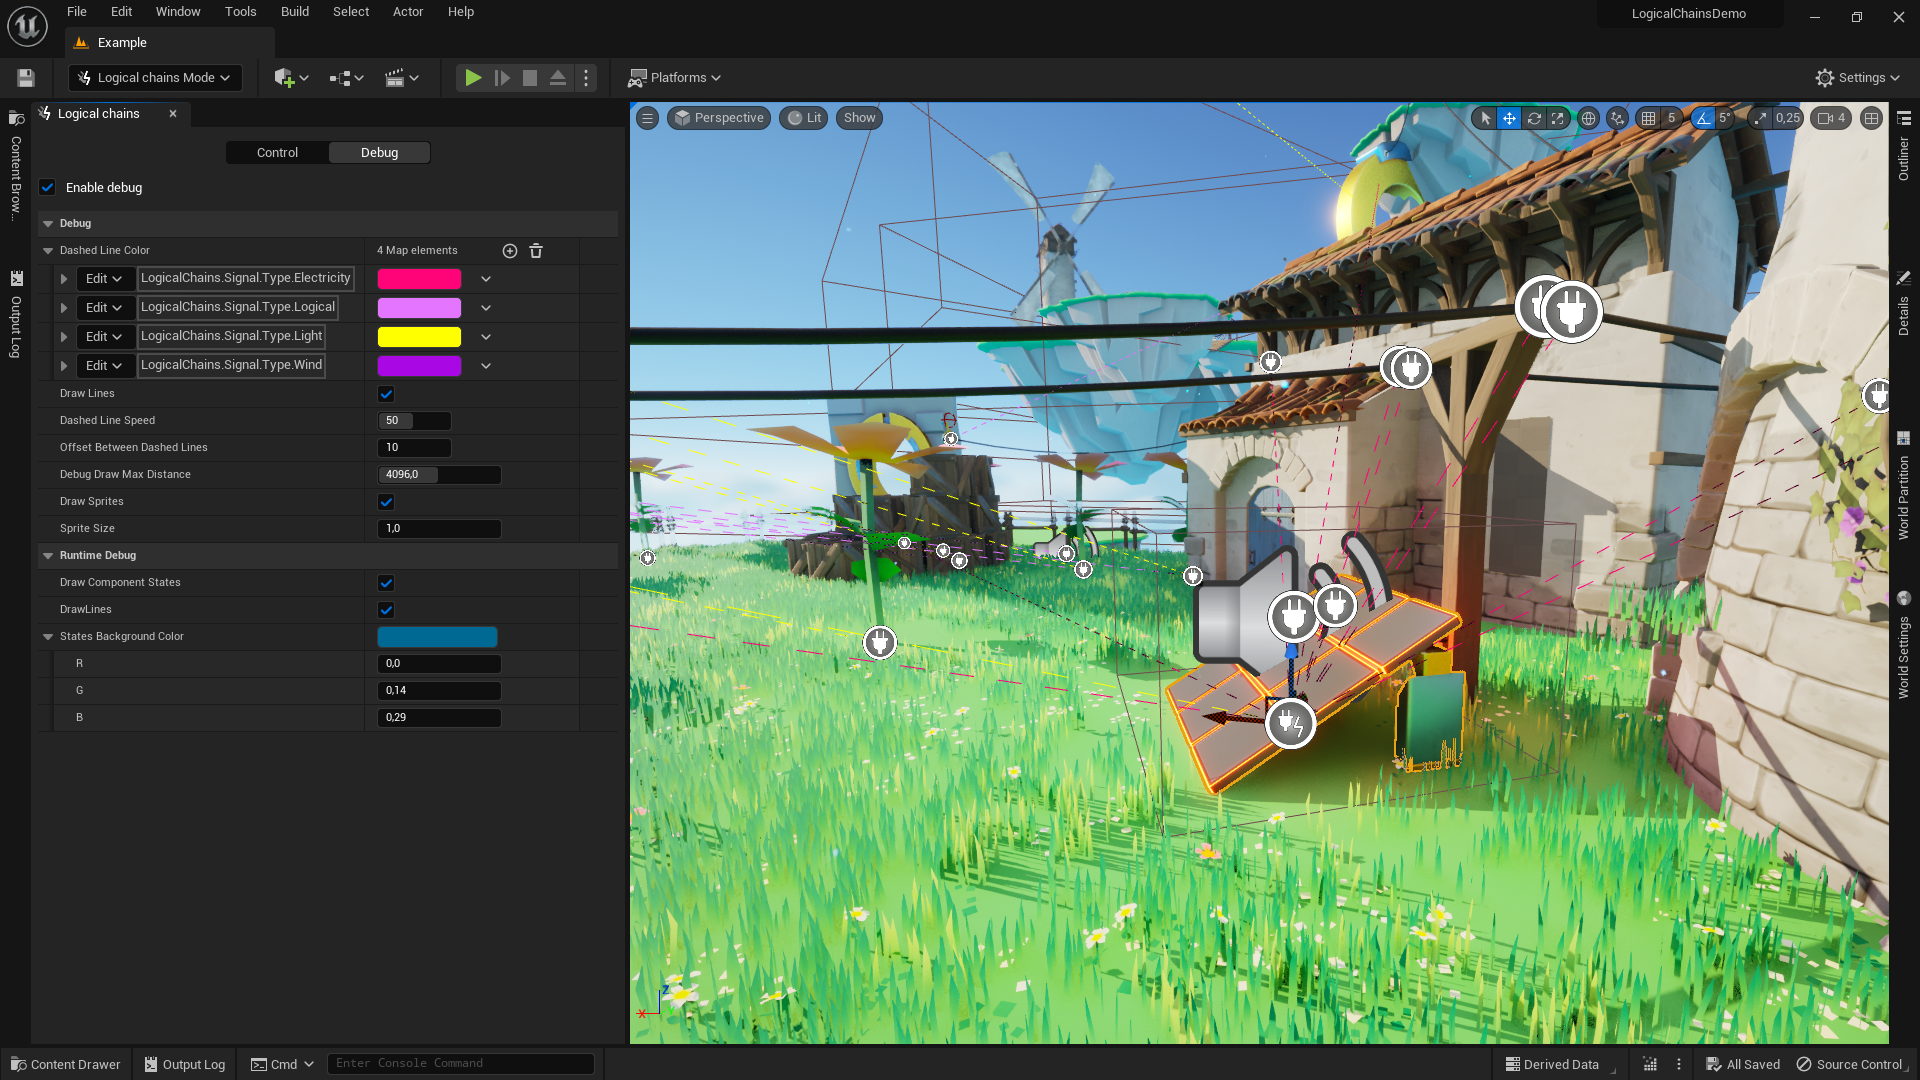 File Edit Window Tools Build Select Actor Help
LogicalChainsDemo
Example
Logical chains Mode
Platforms
Settings
Logical chains
Perspective Lit Show
5 5° 0,25 4
Control Debug
Enable debug
Debug
Dashed Line Color 4 Map elements
Edit LogicalChains.Signal.Type.Electricity
Edit LogicalChains.Signal.Type.Logical
Edit LogicalChains.Signal.Type.Light
Edit LogicalChains.Signal.Type.Wind
Draw Lines
Dashed Line Speed 50
Offset Between Dashed Lines 10
Debug Draw Max Distance 4096,0
Draw Sprites
Sprite Size 1,0
Runtime Debug
Draw Component States
DrawLines
States Background Color
R 0,0
G 0,14
B 0,29
Content Brow...
Output Log
Outliner
Details
World Partition
World Settings
Z
X
Content Drawer Output Log Cmd Enter Console Command Derived Data All Saved Source Control